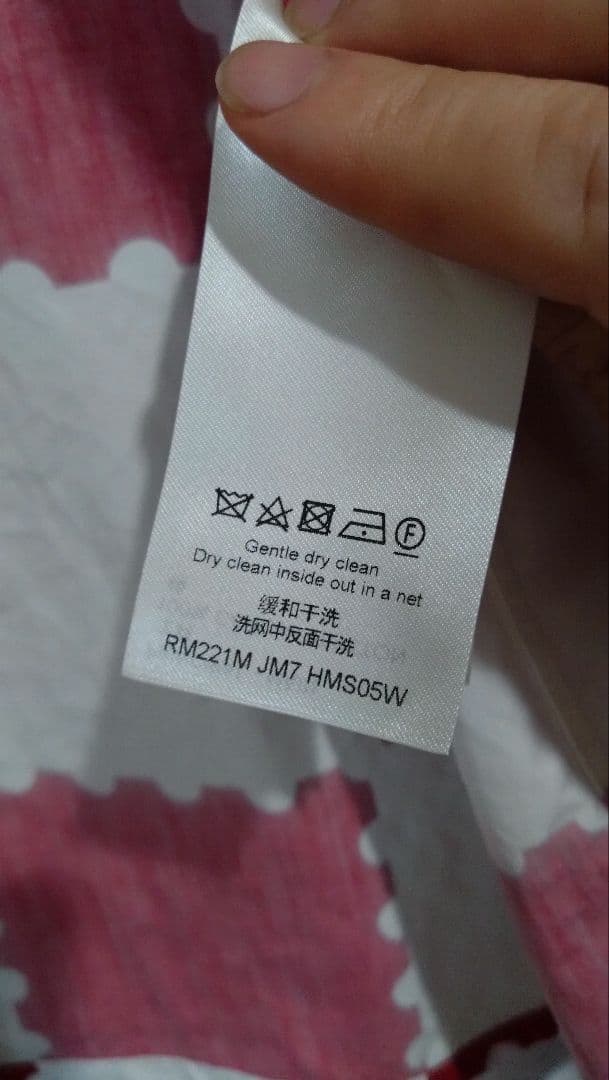 F
Gentle dry clean
Dry clean inside out in a net
缓和干洗
洗网中反面干洗
RM221M JM7 HMS05W